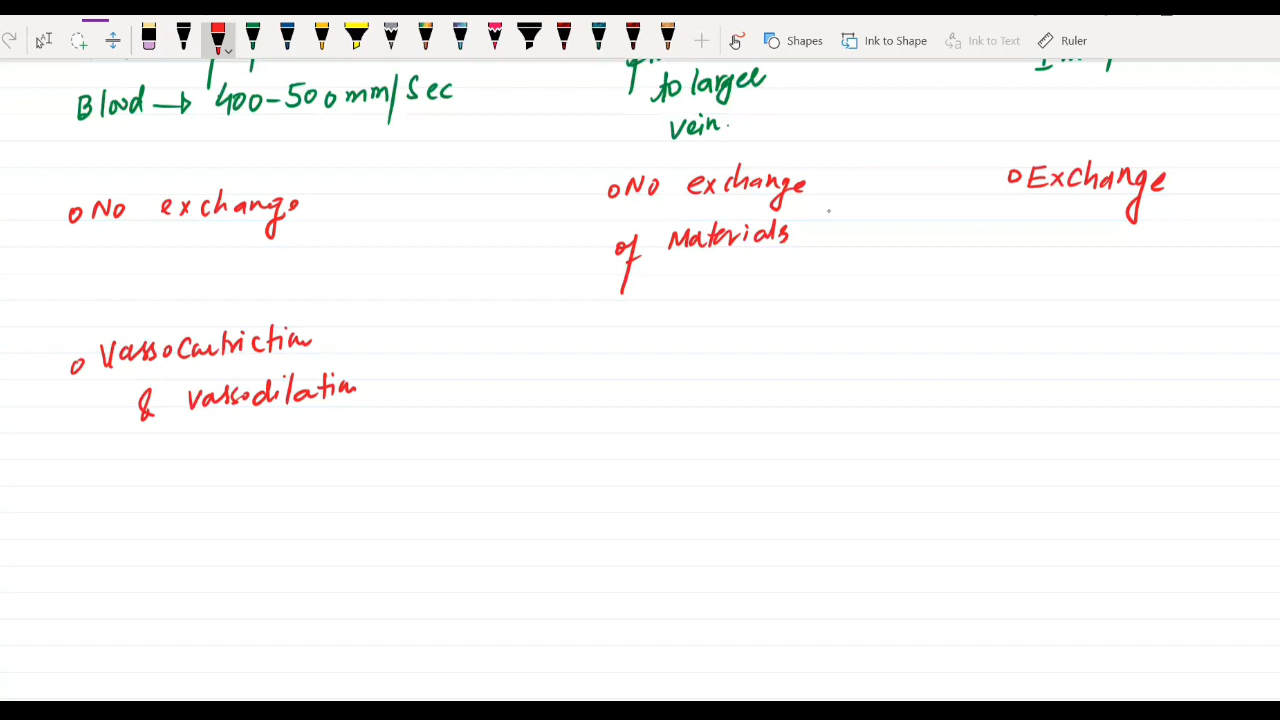 Shapes
Ink to Shape
Ink to Text
Ruler
Blood → 400-500 mm/Sec
to larger
vein.
o No exchange
o No exchange
of Materials
o Exchange
o Vassocontriction
& vassodilation